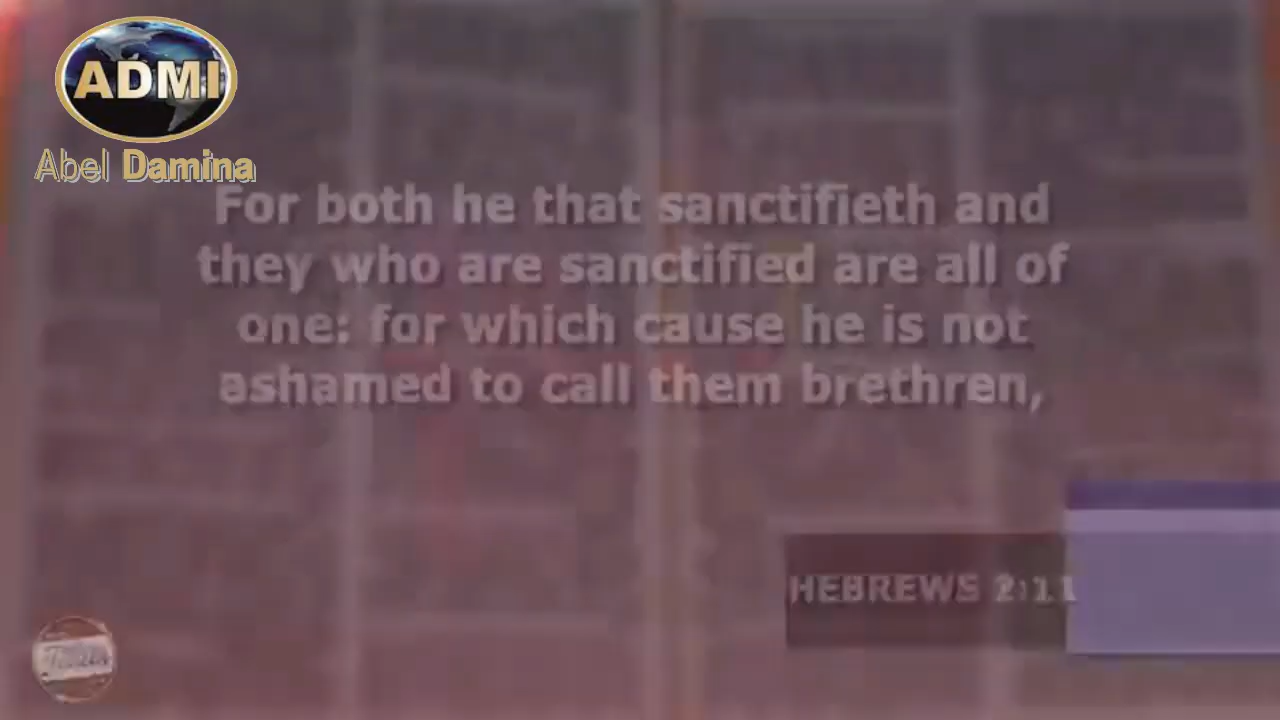 ADMI
Abel Damina
For both he that sanctifieth and
they who are sanctified are all of
one: for which cause he is not
ashamed to call them brethren,
HEBREWS 2:11